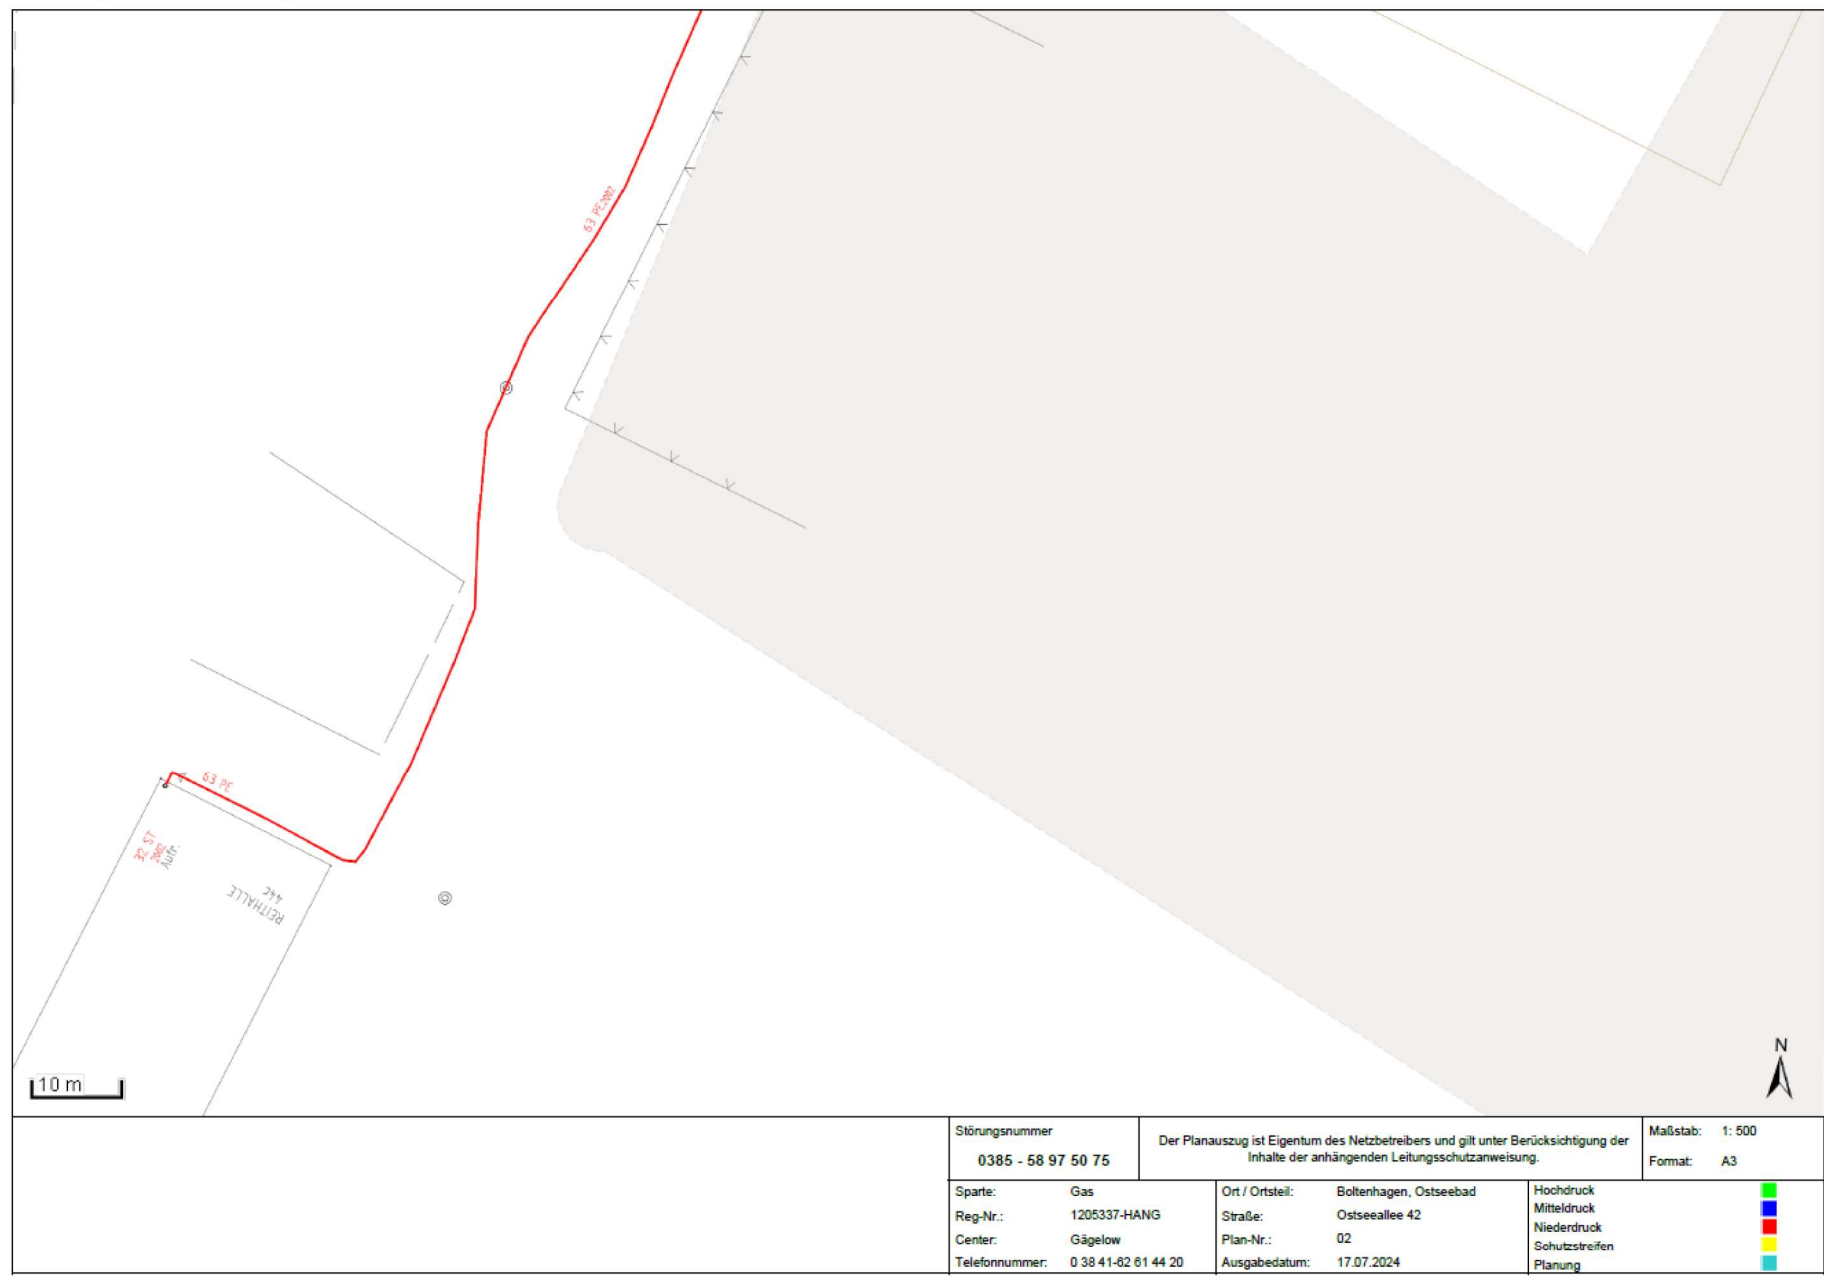 63 PE2002
63 PE
32 ST
2002
Aufr.
44c
REITHALLE
10 m
N
Störungsnummer
0385 - 58 97 50 75
Der Planauszug ist Eigentum des Netzbetreibers und gilt unter Berücksichtigung der
Inhalte der anhängenden Leitungsschutzanweisung.
Maßstab: 1: 500
Format: A3
Sparte: Gas
Reg-Nr.: 1205337-HANG
Center: Gägelow
Telefonnummer: 0 38 41-62 61 44 20
Ort / Ortsteil: Boltenhagen, Ostseebad
Straße: Ostseeallee 42
Plan-Nr.: 02
Ausgabedatum: 17.07.2024
Hochdruck
Mitteldruck
Niederdruck
Schutzstreifen
Planung